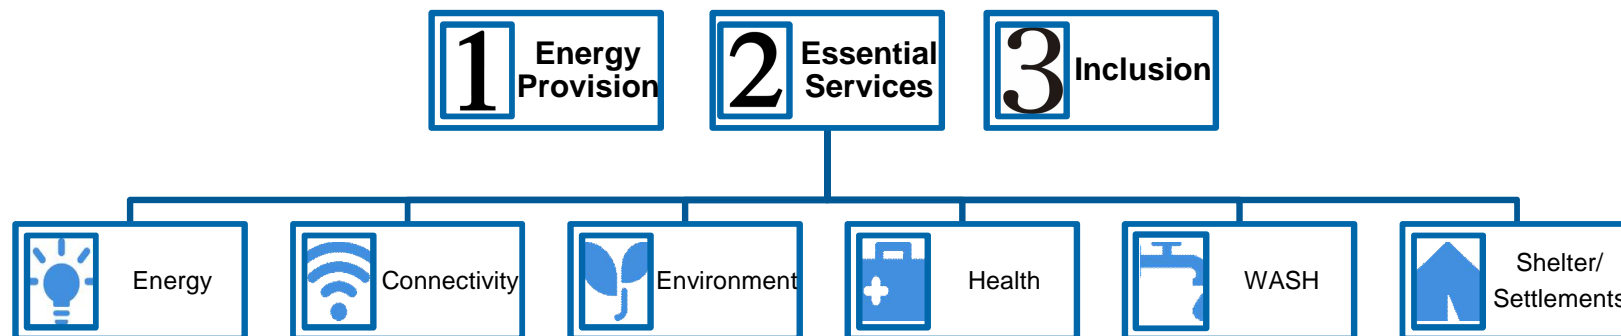 1
Energy
Provision
2
Essential
Services
3
Inclusion
Energy
Connectivity
Environment
Health
WASH
Shelter/
Settlements